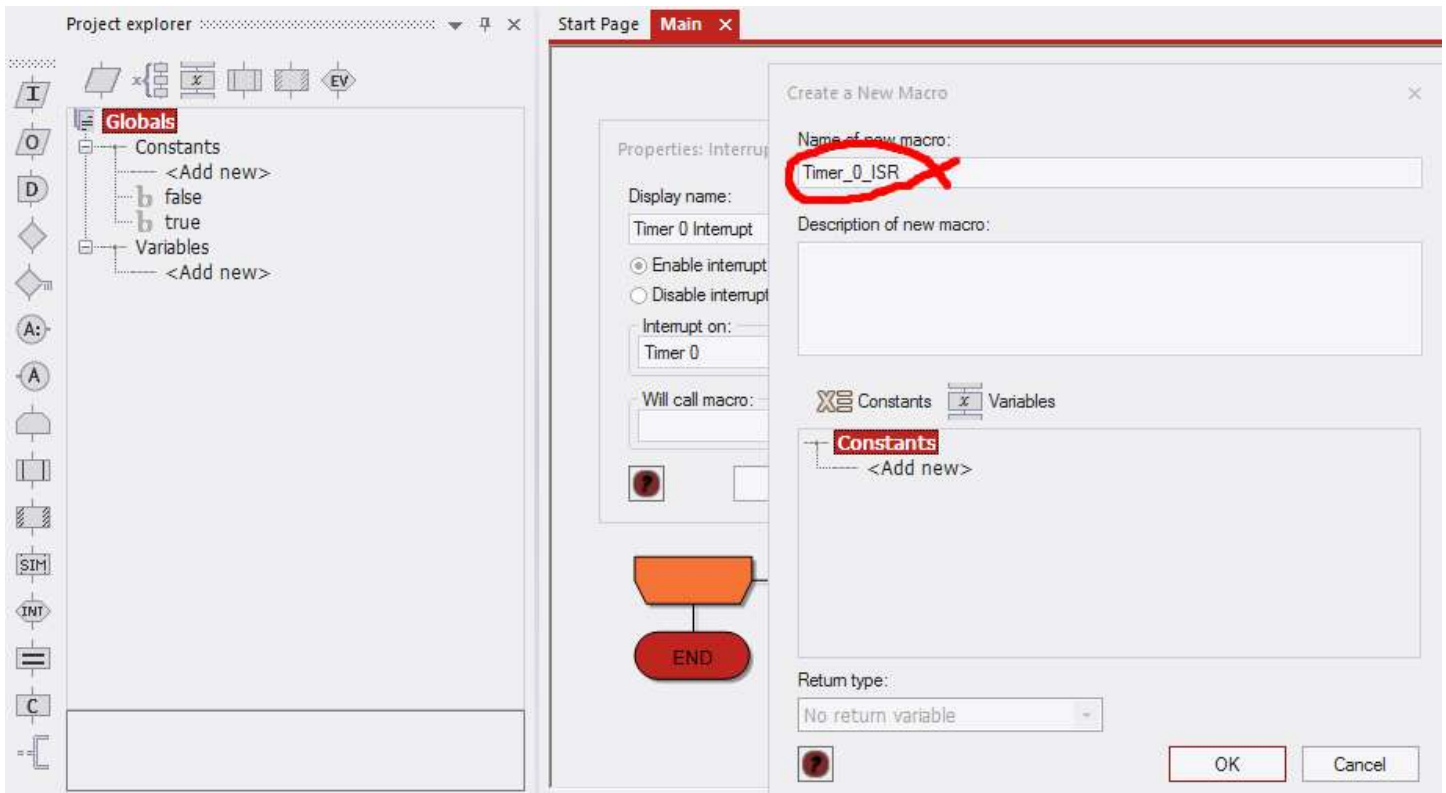 Project explorer
Start Page Main
EV
I
O
D
A:
A
SIM
INT
C
Globals
Constants
<Add new>
false
true
Variables
<Add new>
Properties: Interrup
Display name:
Timer 0 Interrupt
Enable interrupt
Disable interrupt
Interrupt on:
Timer 0
Will call macro:
END
Create a New Macro
Name of new macro:
Timer_0_ISR
Description of new macro:
Constants Variables
Constants
<Add new>
Return type:
No return variable
OK Cancel